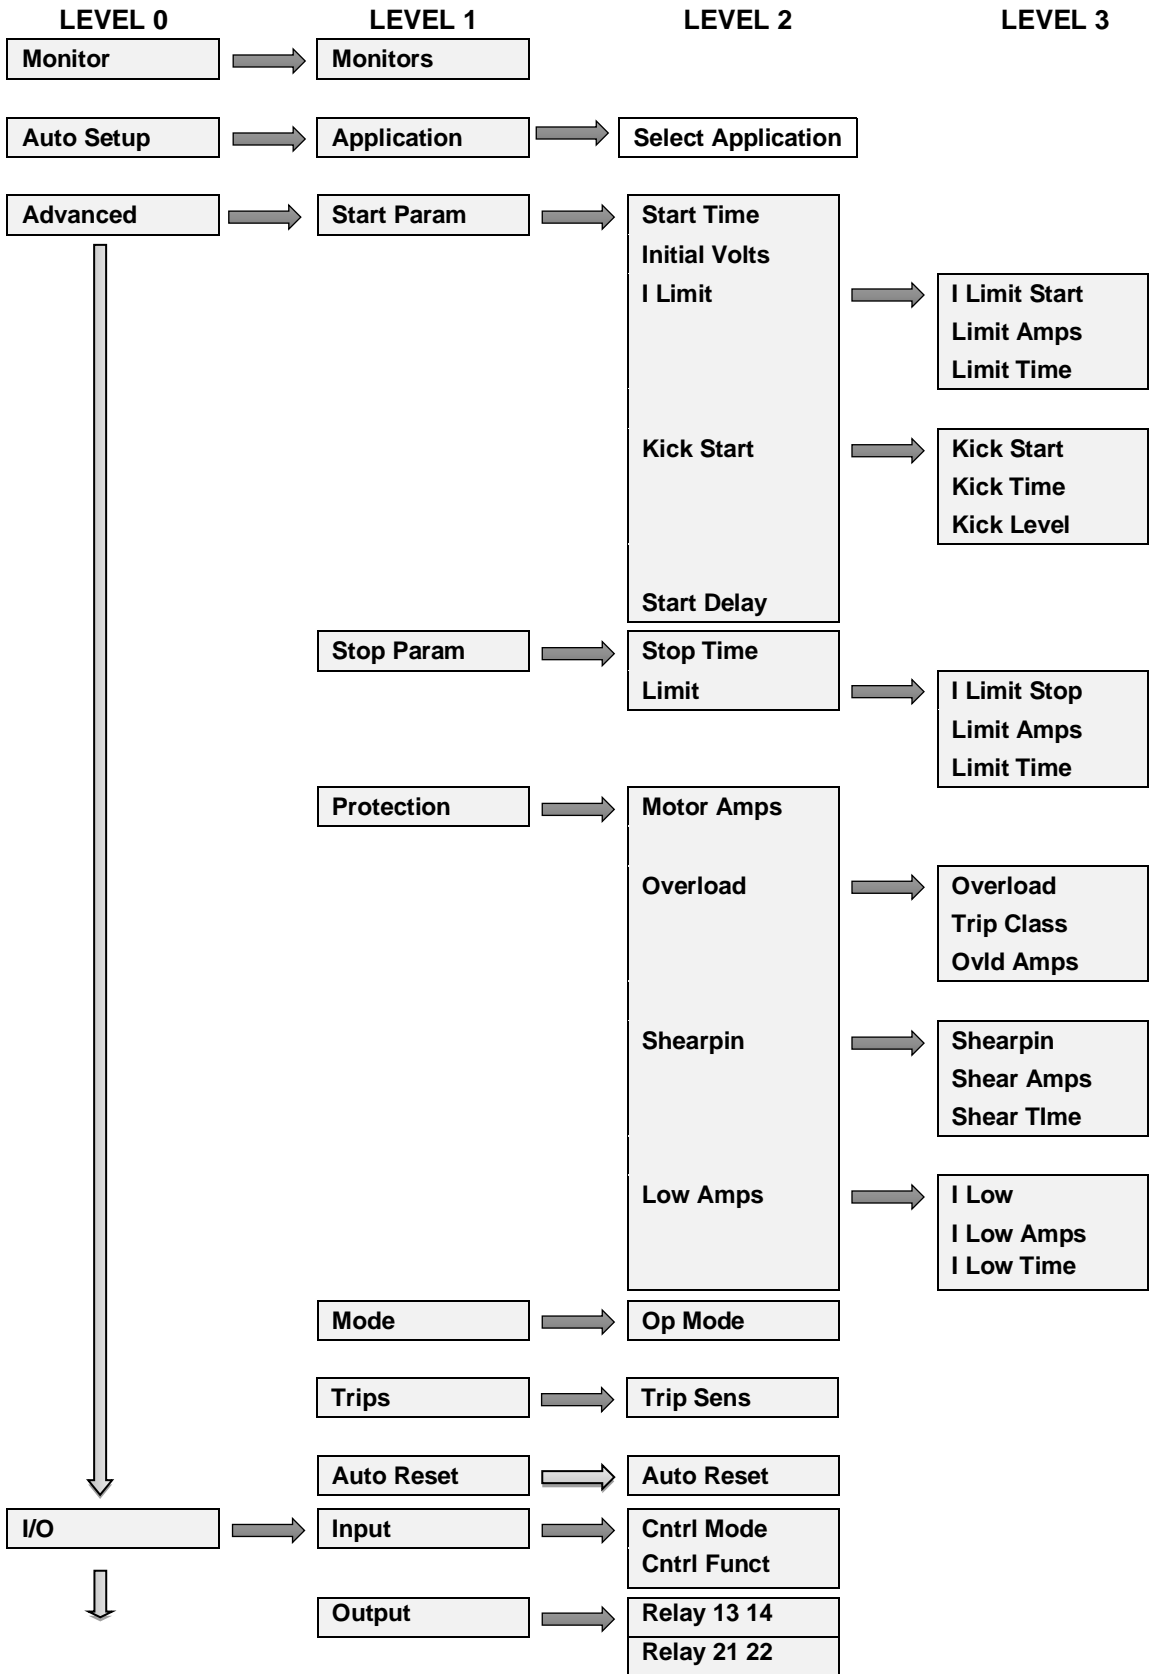 LEVEL 0 LEVEL 1 LEVEL 2 LEVEL 3
Monitor Monitors
Auto Setup Application Select Application
Advanced Start Param Start Time
Initial Volts
I Limit I Limit Start
Limit Amps
Limit Time
Kick Start Kick Start
Kick Time
Kick Level
Start Delay
Stop Param Stop Time
Limit I Limit Stop
Limit Amps
Limit Time
Protection Motor Amps
Overload Overload
Trip Class
Ovld Amps
Shearpin Shearpin
Shear Amps
Shear TIme
Low Amps I Low
I Low Amps
I Low Time
Mode Op Mode
Trips Trip Sens
Auto Reset Auto Reset
I/O Input Cntrl Mode
Cntrl Funct
Output Relay 13 14
Relay 21 22